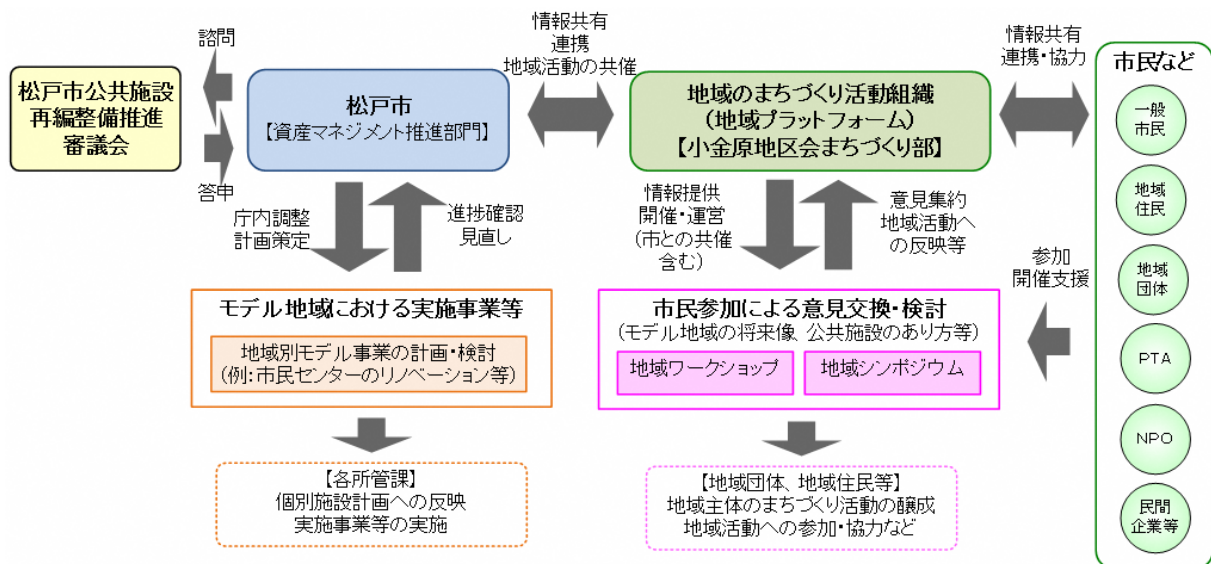 諮問
松戸市公共施設
再編整備推進
審議会
答申
松戸市
【資産マネジメント推進部門】
情報共有
連携
地域活動の共催
地域のまちづくり活動組織
(地域プラットフォーム)
【小金原地区会まちづくり部】
情報共有
連携・協力
市民など
一般
市民
地域
住民
地域
団体
PTA
NPO
民間
企業等
庁内調整
計画策定
進捗確認
見直し
情報提供
開催・運営
(市との共催
含む)
意見集約
地域活動へ
の反映等
参加
開催支援
モデル地域における実施事業等
地域別モデル事業の計画・検討
(例:市民センターのリノベーション等)
市民参加による意見交換・検討
(モデル地域の将来像、公共施設のあり方等)
地域ワークショップ
地域シンポジウム
【各所管課】
個別施設計画への反映
実施事業等の実施
【地域団体、地域住民等】
地域主体のまちづくり活動の醸成
地域活動への参加・協力など